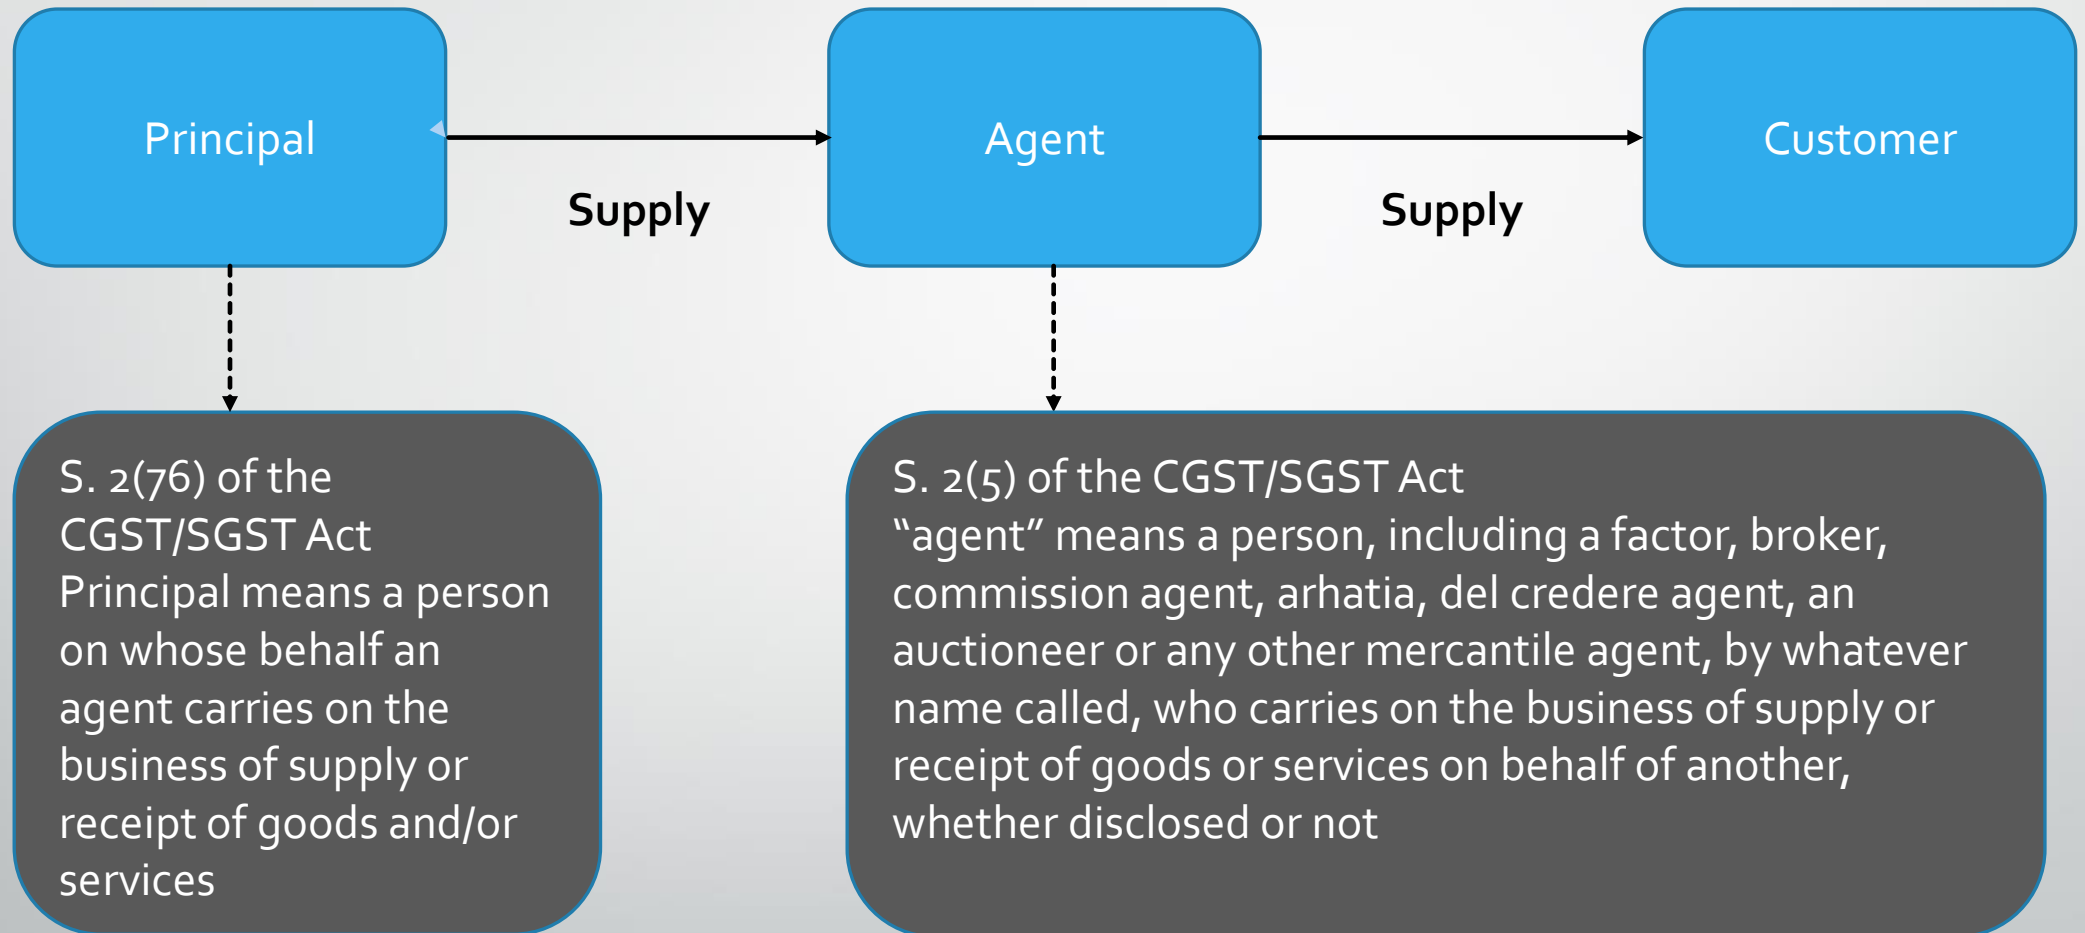 Principal
Agent
Customer
Supply
Supply
S. 2(76) of the
CGST/SGST Act
Principal means a person
on whose behalf an
agent carries on the
business of supply or
receipt of goods and/or
services
S. 2(5) of the CGST/SGST Act
“agent” means a person, including a factor, broker,
commission agent, arhatia, del credere agent, an
auctioneer or any other mercantile agent, by whatever
name called, who carries on the business of supply or
receipt of goods or services on behalf of another,
whether disclosed or not